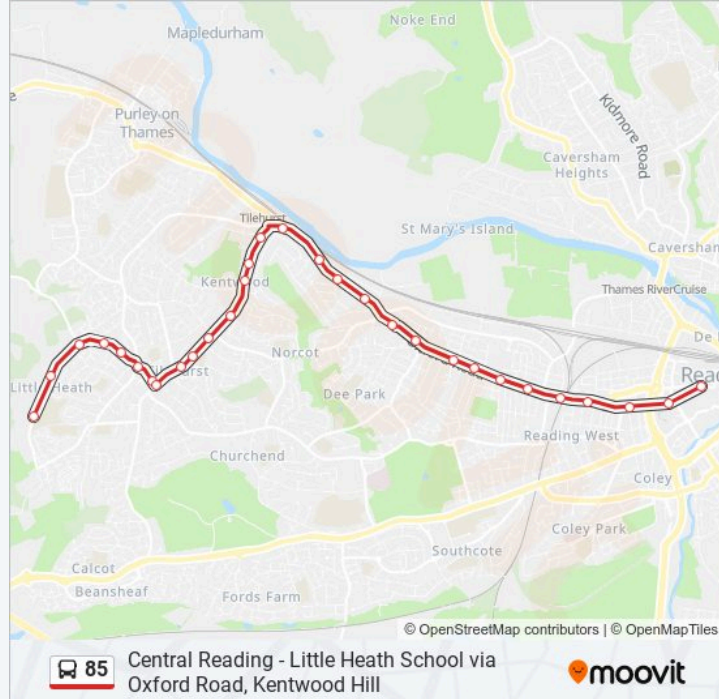 Noke End
Mapledurham
Kidmore Road
Purley on
Thames
Caversham
Heights
Tilehurst
St Mary's Island
Caversham
Kentwood
Thames RiverCruise
De
Norcot
Little Heath
Dee Park
Read
Reading West
Churchend
Coley
Coley Park
Southcote
Calcot
Beansheaf
Fords Farm
© OpenStreetMap contributors | © OpenMapTiles
85
Central Reading - Little Heath School via
Oxford Road, Kentwood Hill
moovit